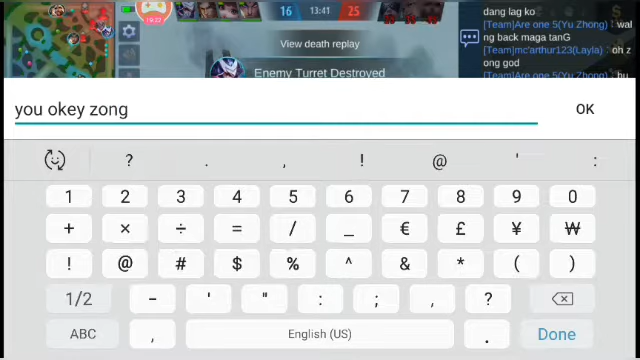 16 13:41 25
dang lag ko
[Team]Are one 5(Yu Zhong) : wal
ng back maga tanG
[Team]mc'arthur123(Layla) : oh z
ong god
[Team]Are one 5(Yu Zhong) : bu
View death replay
Enemy Turret Destroyed
you okey zong
OK
? . , ! @ ' :
1 2 3 4 5 6 7 8 9 0
+ × ÷ = / _ € £ ¥ ₩
! @ # $ % ^ & * ( )
1/2 - ' " : ; , ?
ABC , English (US) . Done